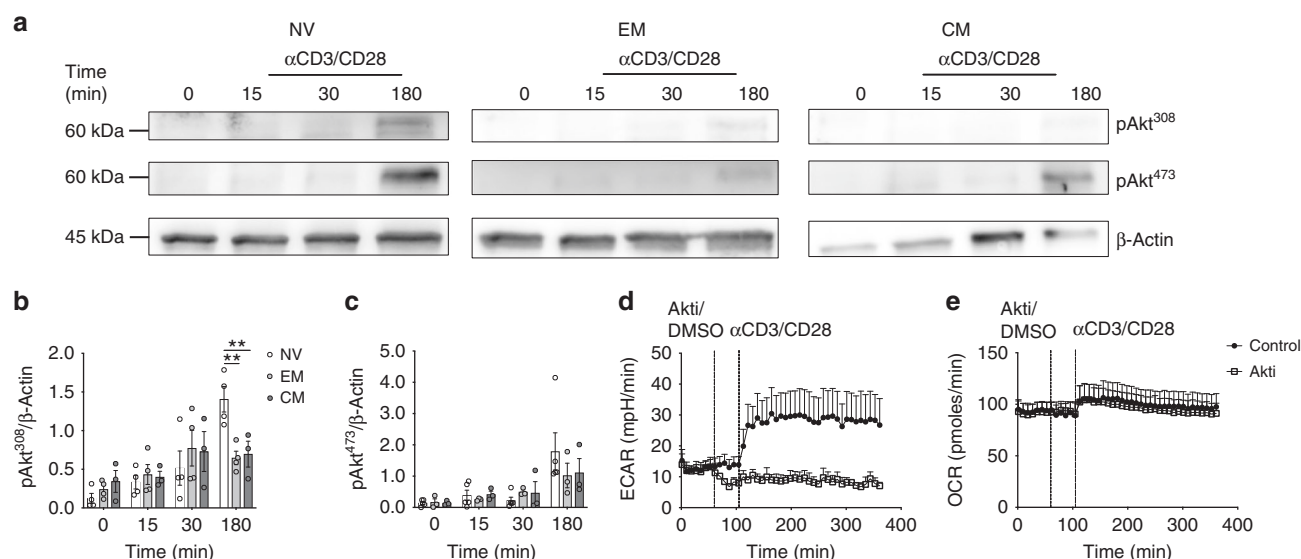 a
NV EM CM
Time (min) αCD3/CD28 αCD3/CD28 αCD3/CD28
0 15 30 180 0 15 30 180 0 15 30 180
60 kDa pAkt308
60 kDa pAkt473
45 kDa β-Actin
b
pAkt308/β-Actin
2.0
1.5
1.0
0.5
0
** 
**
NV
EM
CM
0 15 30 180
Time (min)
c
pAkt473/β-Actin
5.0
4.0
3.0
2.0
1.0
0
0 15 30 180
Time (min)
d
Akti/
DMSO αCD3/CD28
ECAR (mpH/min)
50
40
30
20
10
0
0 100 200 300 400
Time (min)
e
Akti/
DMSO αCD3/CD28
OCR (pmoles/min)
150
100
50
0
0 100 200 300 400
Time (min)
Control
Akti